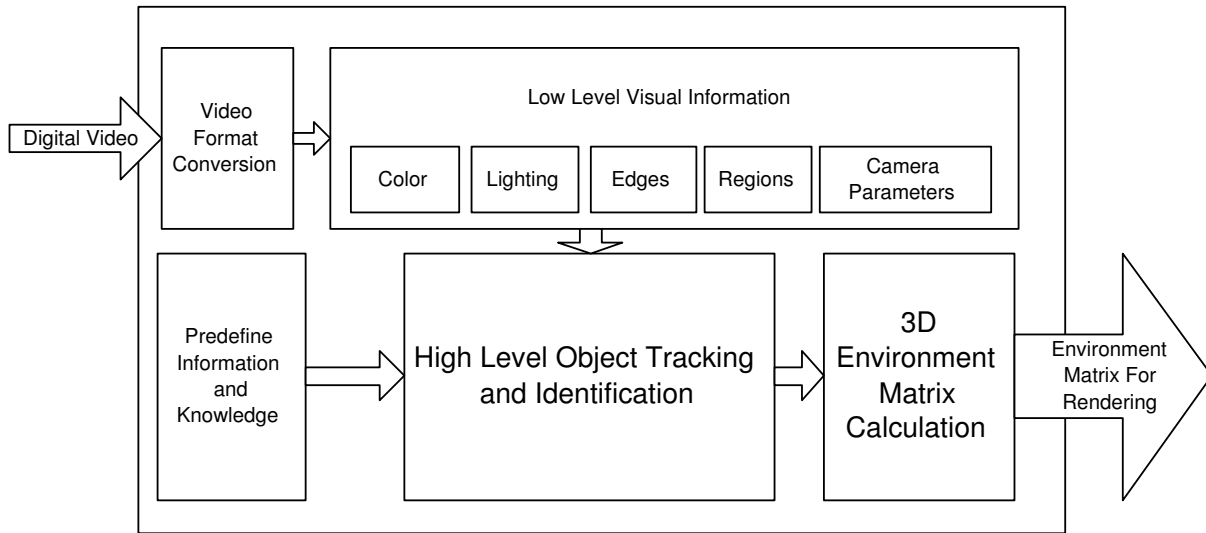 Digital Video
Video
Format
Conversion
Low Level Visual Information
Color
Lighting
Edges
Regions
Camera
Parameters
Predefine
Information
and
Knowledge
High Level Object Tracking
and Identification
3D
Environment
Matrix
Calculation
Environment
Matrix For
Rendering